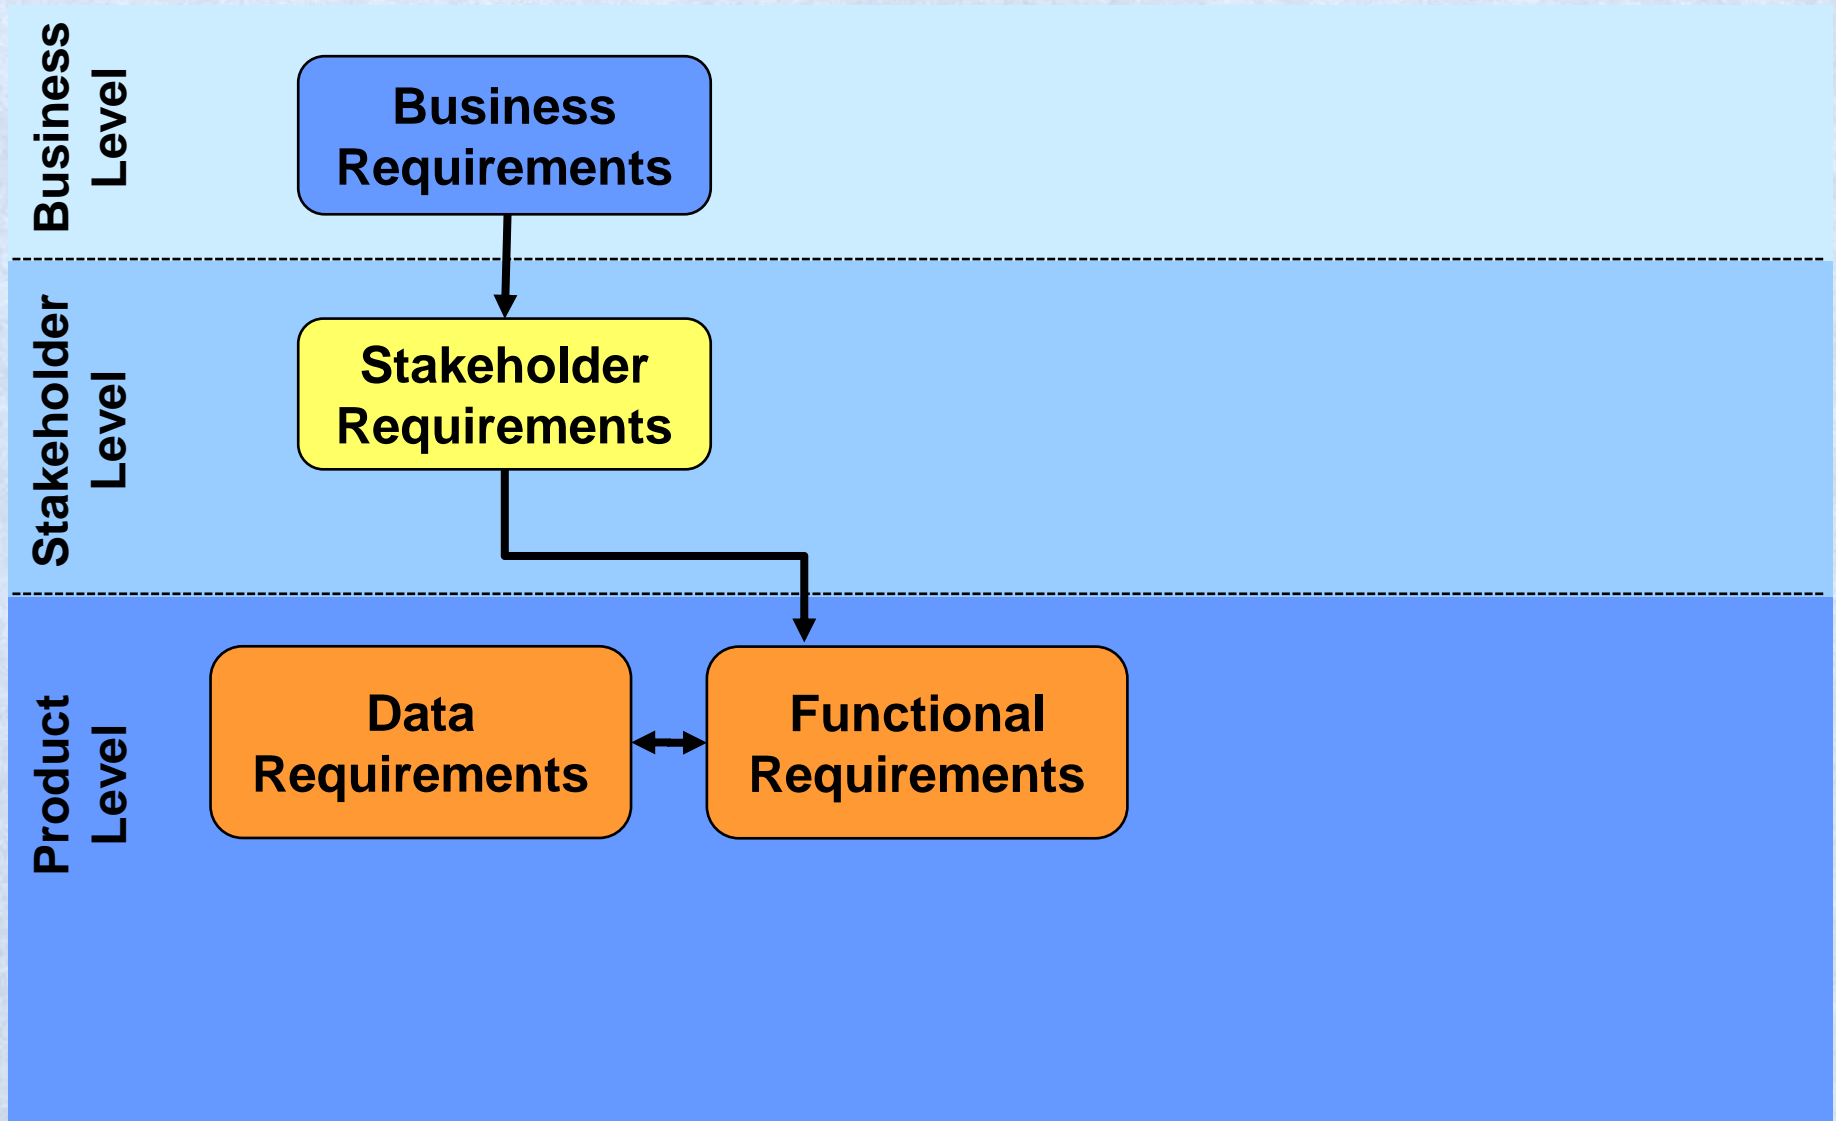 Business
Level
Business
Requirements
Stakeholder
Level
Stakeholder
Requirements
Product
Level
Data
Requirements
Functional
Requirements